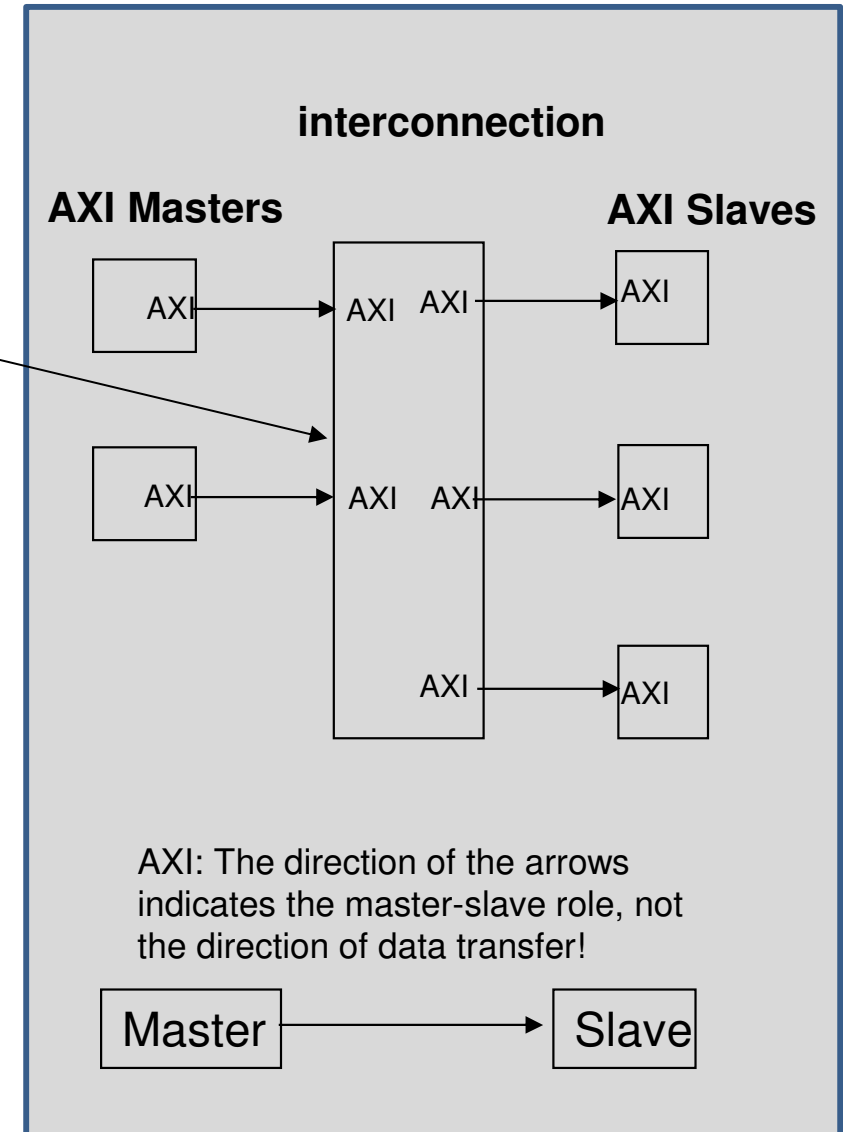 interconnection
AXI Masters
AXI Slaves
AXI AXI AXI AXI
AXI AXI AXI AXI
AXI AXI
AXI: The direction of the arrows
indicates the master-slave role, not
the direction of data transfer!
Master Slave